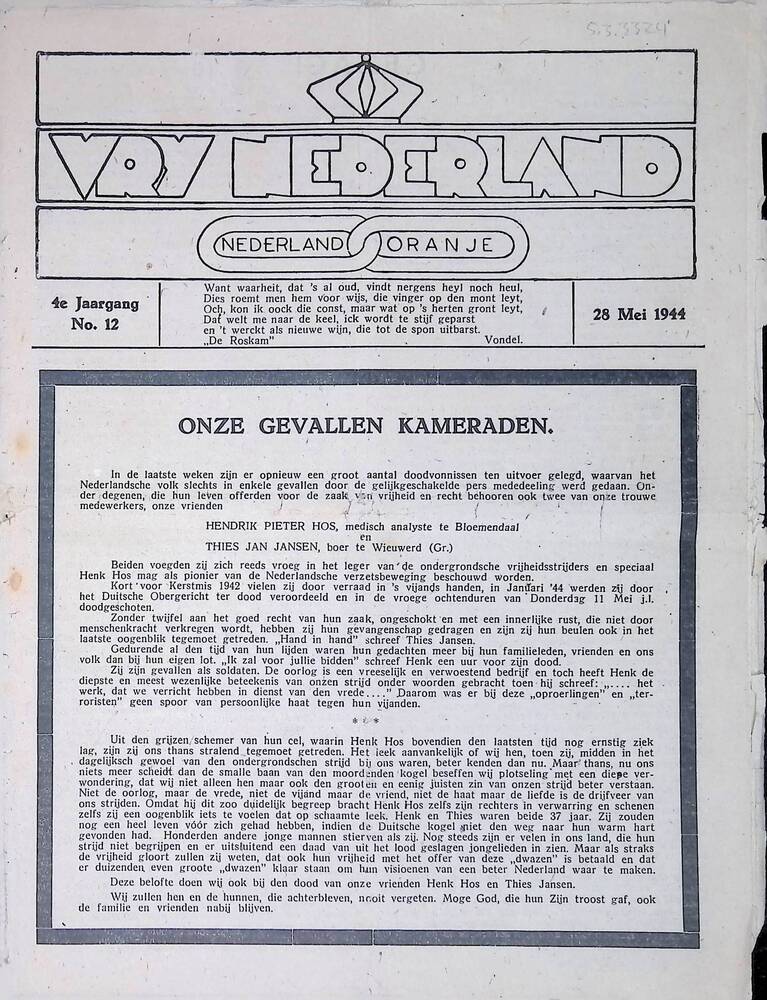 5.3.3324
VRY NEDERLAND
NEDERLAND ORANJE
4e Jaargang
No. 12
Want waarheit, dat 's al oud, vindt nergens heyl noch heul,
Dies roemt men hem voor wijs, die vinger op den mont leyt,
Och, kon ik oock die const, maar wat op 's herten gront leyt,
Dat welt me naar de keel, ick wordt te stijf geparst
en 't werckt als nieuwe wijn, die tot de spon uitbarst.
„De Roskam" Vondel.
28 Mei 1944
ONZE GEVALLEN KAMERADEN.
In de laatste weken zijn er opnieuw een groot aantal doodvonnissen ten uitvoer gelegd, waarvan het
Nederlandsche volk slechts in enkele gevallen door de gelijkgeschakelde pers mededeeling werd gedaan. On-
der degenen, die hun leven offerden voor de zaak van vrijheid en recht behooren ook twee van onze trouwe
medewerkers, onze vrienden
HENDRIK PIETER HOS, medisch analyste te Bloemendaal
en
THIES JAN JANSEN, boer te Wieuwerd (Gr.)
Beiden voegden zij zich reeds vroeg in het leger van de ondergrondsche vrijheidsstrijders en speciaal
Henk Hos mag als pionier van de Nederlandsche verzetsbeweging beschouwd worden.
Kort voor Kerstmis 1942 vielen zij door verraad in 's vijands handen, in Januari '44 werden zij door
het Duitsche Obergericht ter dood veroordeeld en in de vroege ochtenduren van Donderdag 11 Mei j.l.
doodgeschoten.
Zonder twijfel aan het goed recht van hun zaak, ongeschokt en met een innerlijke rust, die niet door
menschenkracht verkregen wordt, hebben zij hun gevangenschap gedragen en zijn zij hun beulen ook in het
laatste oogenblik tegemoet getreden. „Hand in hand" schreef Thies Jansen.
Gedurende al den tijd van hun lijden waren hun gedachten meer bij hun familieleden, vrienden en ons
volk dan bij hun eigen lot. „Ik zal voor jullie bidden" schreef Henk een uur voor zijn dood.
Zij zijn gevallen als soldaten. De oorlog is een vreeselijk en verwoestend bedrijf en toch heeft Henk de
diepste en meest wezenlijke beteekenis van onzen strijd onder woorden gebracht toen hij schreef: „.... het
werk, dat we verricht hebben in dienst van den vrede...." Daarom was er bij deze „oproerlingen" en „ter-
roristen" geen spoor van persoonlijke haat tegen hun vijanden.
* * *
Uit den grijzen schemer van hun cel, waarin Henk Hos bovendien den laatsten tijd nog ernstig ziek
lag, zijn zij ons thans stralend tegemoet getreden. Het leek aanvankelijk of wij hen, toen zij, midden in het
dagelijksch gewoel van den ondergrondschen strijd bij ons waren, beter kenden dan nu. Maar thans, nu ons
niets meer scheidt dan de smalle baan van den moordenden kogel beseffen wij plotseling met een diepe ver-
wondering, dat wij niet alleen hen maar ook den grooten en eenig juisten zin van onzen strijd beter verstaan.
Niet de oorlog, maar de vrede, niet de vijand maar de vriend, niet de haat maar de liefde is de drijfveer van
ons strijden. Omdat hij dit zoo duidelijk begreep bracht Henk Hos zelfs zijn rechters in verwarring en schenen
zelfs zij een oogenblik iets te voelen dat op schaamte leek. Henk en Thies waren beide 37 jaar. Zij zouden
nog een heel leven vóór zich gehad hebben, indien de Duitsche kogel niet den weg naar hun warm hart
gevonden had. Honderden andere jonge mannen stierven als zij. Nog steeds zijn er velen in ons land, die hun
strijd niet begrijpen en er uitsluitend een daad van uit het lood geslagen jongelieden in zien. Maar als straks
de vrijheid gloort zullen zij weten, dat ook hun vrijheid met het offer van deze „dwazen" is betaald en dat
er duizenden even groote „dwazen" klaar staan om hun visioenen van een beter Nederland waar te maken.
Deze belofte doen wij ook bij den dood van onze vrienden Henk Hos en Thies Jansen.
Wij zullen hen en de hunnen, die achterbleven, nooit vergeten. Moge God, die hun Zijn troost gaf, ook
de familie en vrienden nabij blijven.